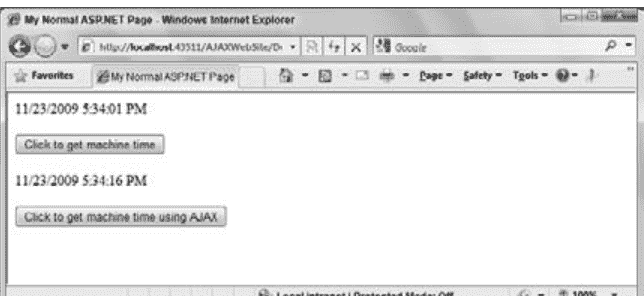 My Normal ASP.NET Page - Windows Internet Explorer
http://localhost:43511/AJAXWebSite/D
Google
Favorites My Normal ASP.NET Page Page Safety Tools
11/23/2009 5:34:01 PM
Click to get machine time
11/23/2009 5:34:16 PM
Click to get machine time using AJAX
Local intranet | Protected Mode: Off 100%